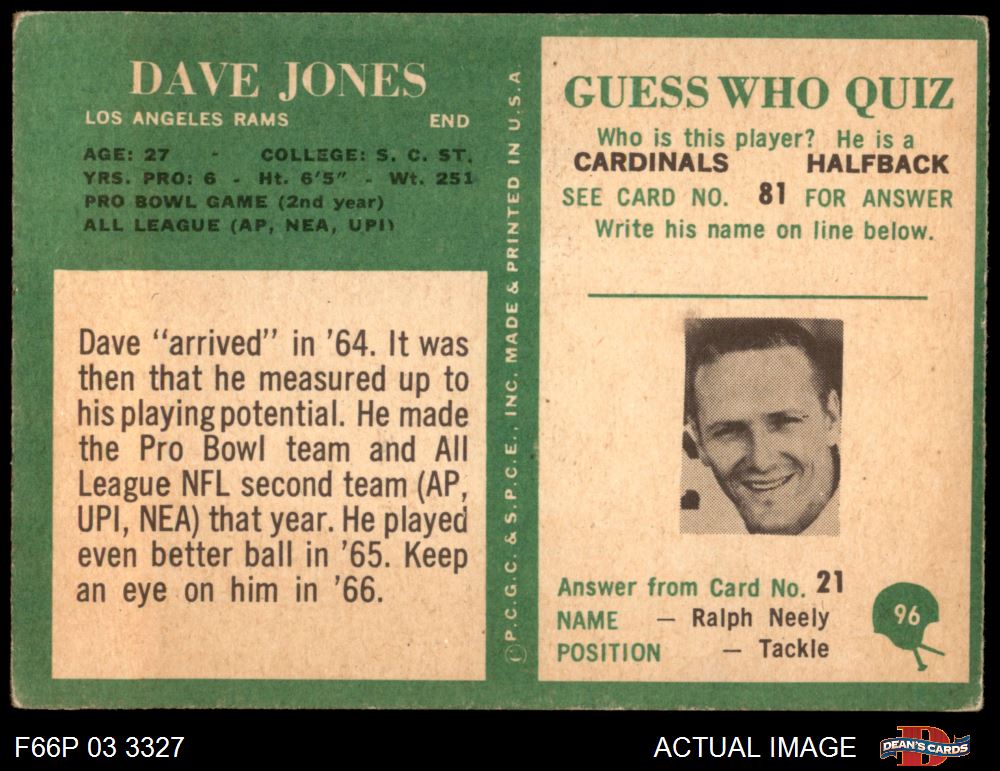 DAVE JONES
LOS ANGELES RAMS END
AGE: 27 - COLLEGE: S. C. ST.
YRS. PRO: 6 - Ht. 6'5" - Wt. 251
PRO BOWL GAME (2nd year)
ALL LEAGUE (AP, NEA, UPI)
Dave "arrived" in '64. It was
then that he measured up to
his playing potential. He made
the Pro Bowl team and All
League NFL second team (AP,
UPI, NEA) that year. He played
even better ball in '65. Keep
an eye on him in '66.
© P.C.G.C. & S.P.C.E., INC. MADE & PRINTED IN U.S.A.
GUESS WHO QUIZ
Who is this player? He is a
CARDINALS HALFBACK
SEE CARD NO. 81 FOR ANSWER
Write his name on line below.
Answer from Card No. 21
NAME — Ralph Neely
POSITION — Tackle
96
F66P 03 3327
ACTUAL IMAGE
DEAN'S CARDS